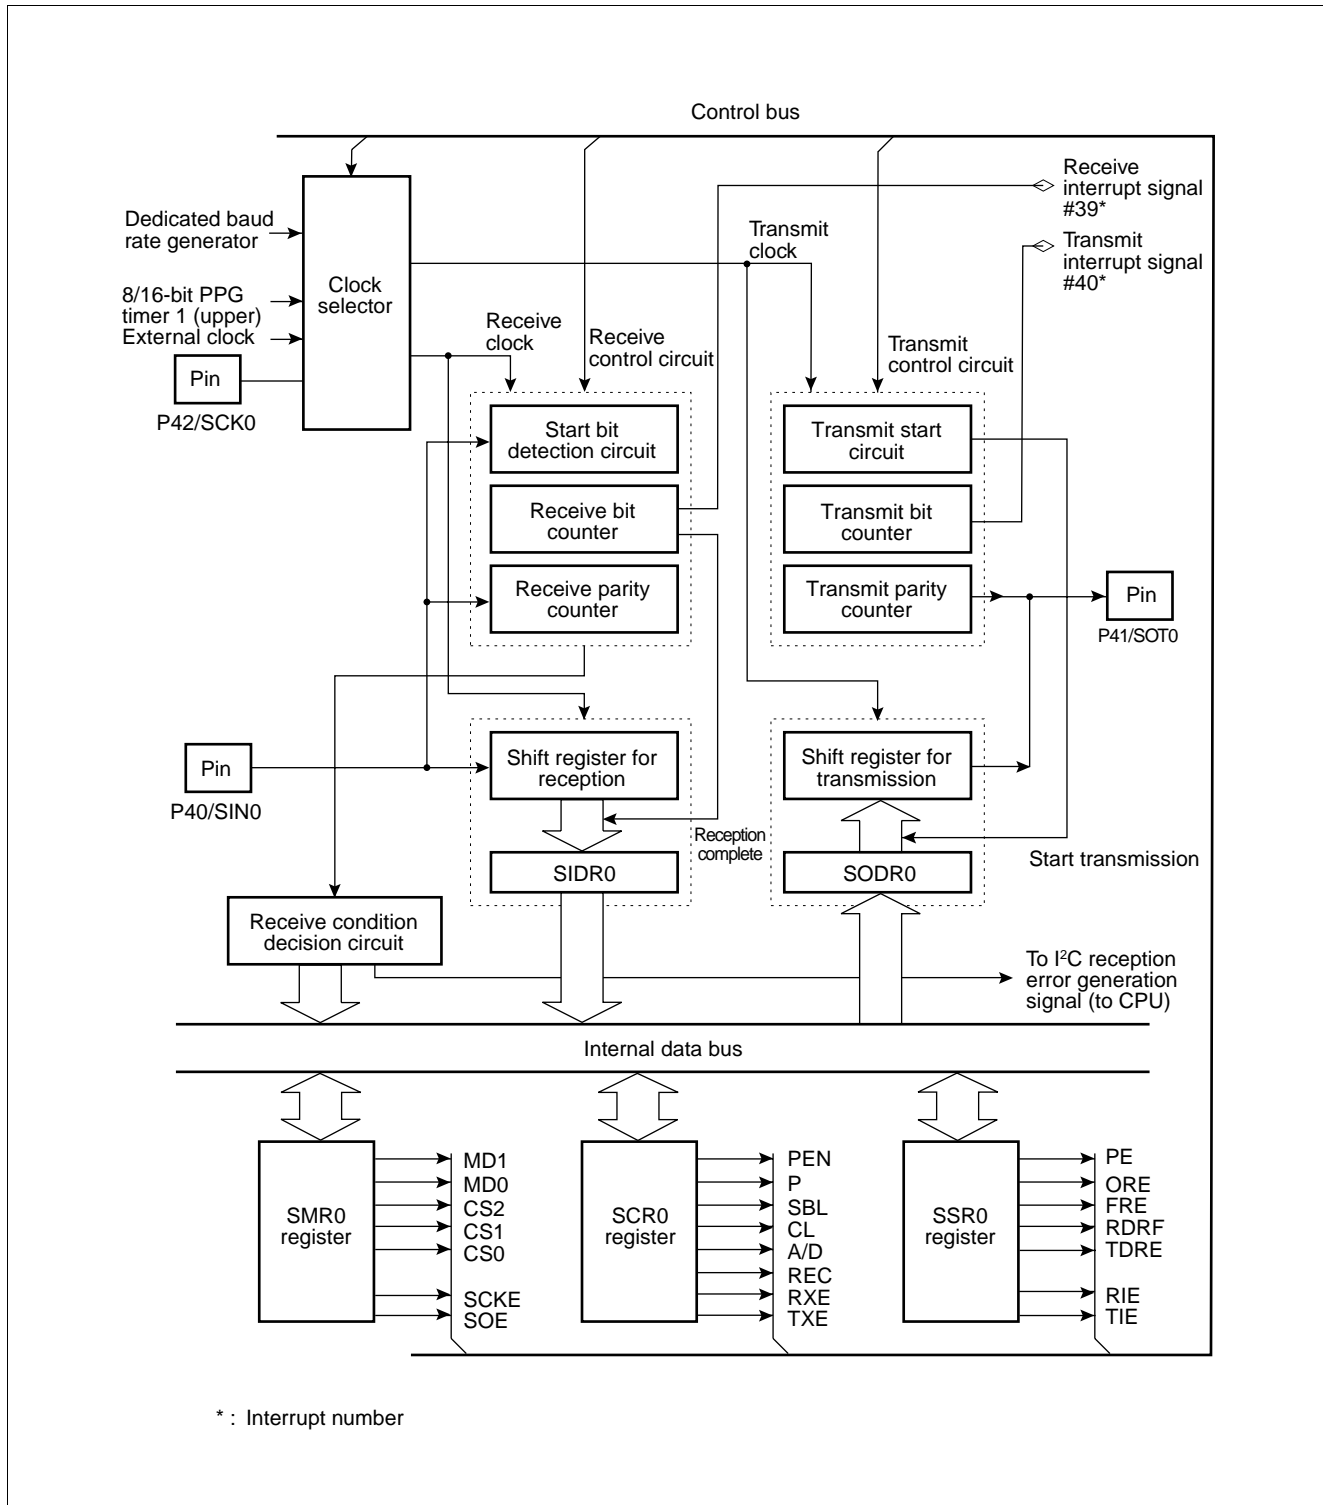 Control bus
Receive
interrupt signal
#39*
Dedicated baud
rate generator
Transmit
clock
Transmit
interrupt signal
#40*
Clock
selector
8/16-bit PPG
timer 1 (upper)
External clock
Receive
clock
Receive
control circuit
Transmit
control circuit
Pin
P42/SCK0
Start bit
detection circuit
Transmit start
circuit
Receive bit
counter
Transmit bit
counter
Receive parity
counter
Transmit parity
counter
Pin
P41/SOT0
Pin
P40/SIN0
Shift register for
reception
Shift register for
transmission
Reception
complete
Start transmission
SIDR0
SODR0
Receive condition
decision circuit
To I²C reception
error generation
signal (to CPU)
Internal data bus
SMR0
register
MD1
MD0
CS2
CS1
CS0
SCKE
SOE
SCR0
register
PEN
P
SBL
CL
A/D
REC
RXE
TXE
SSR0
register
PE
ORE
FRE
RDRF
TDRE
RIE
TIE
* : Interrupt number